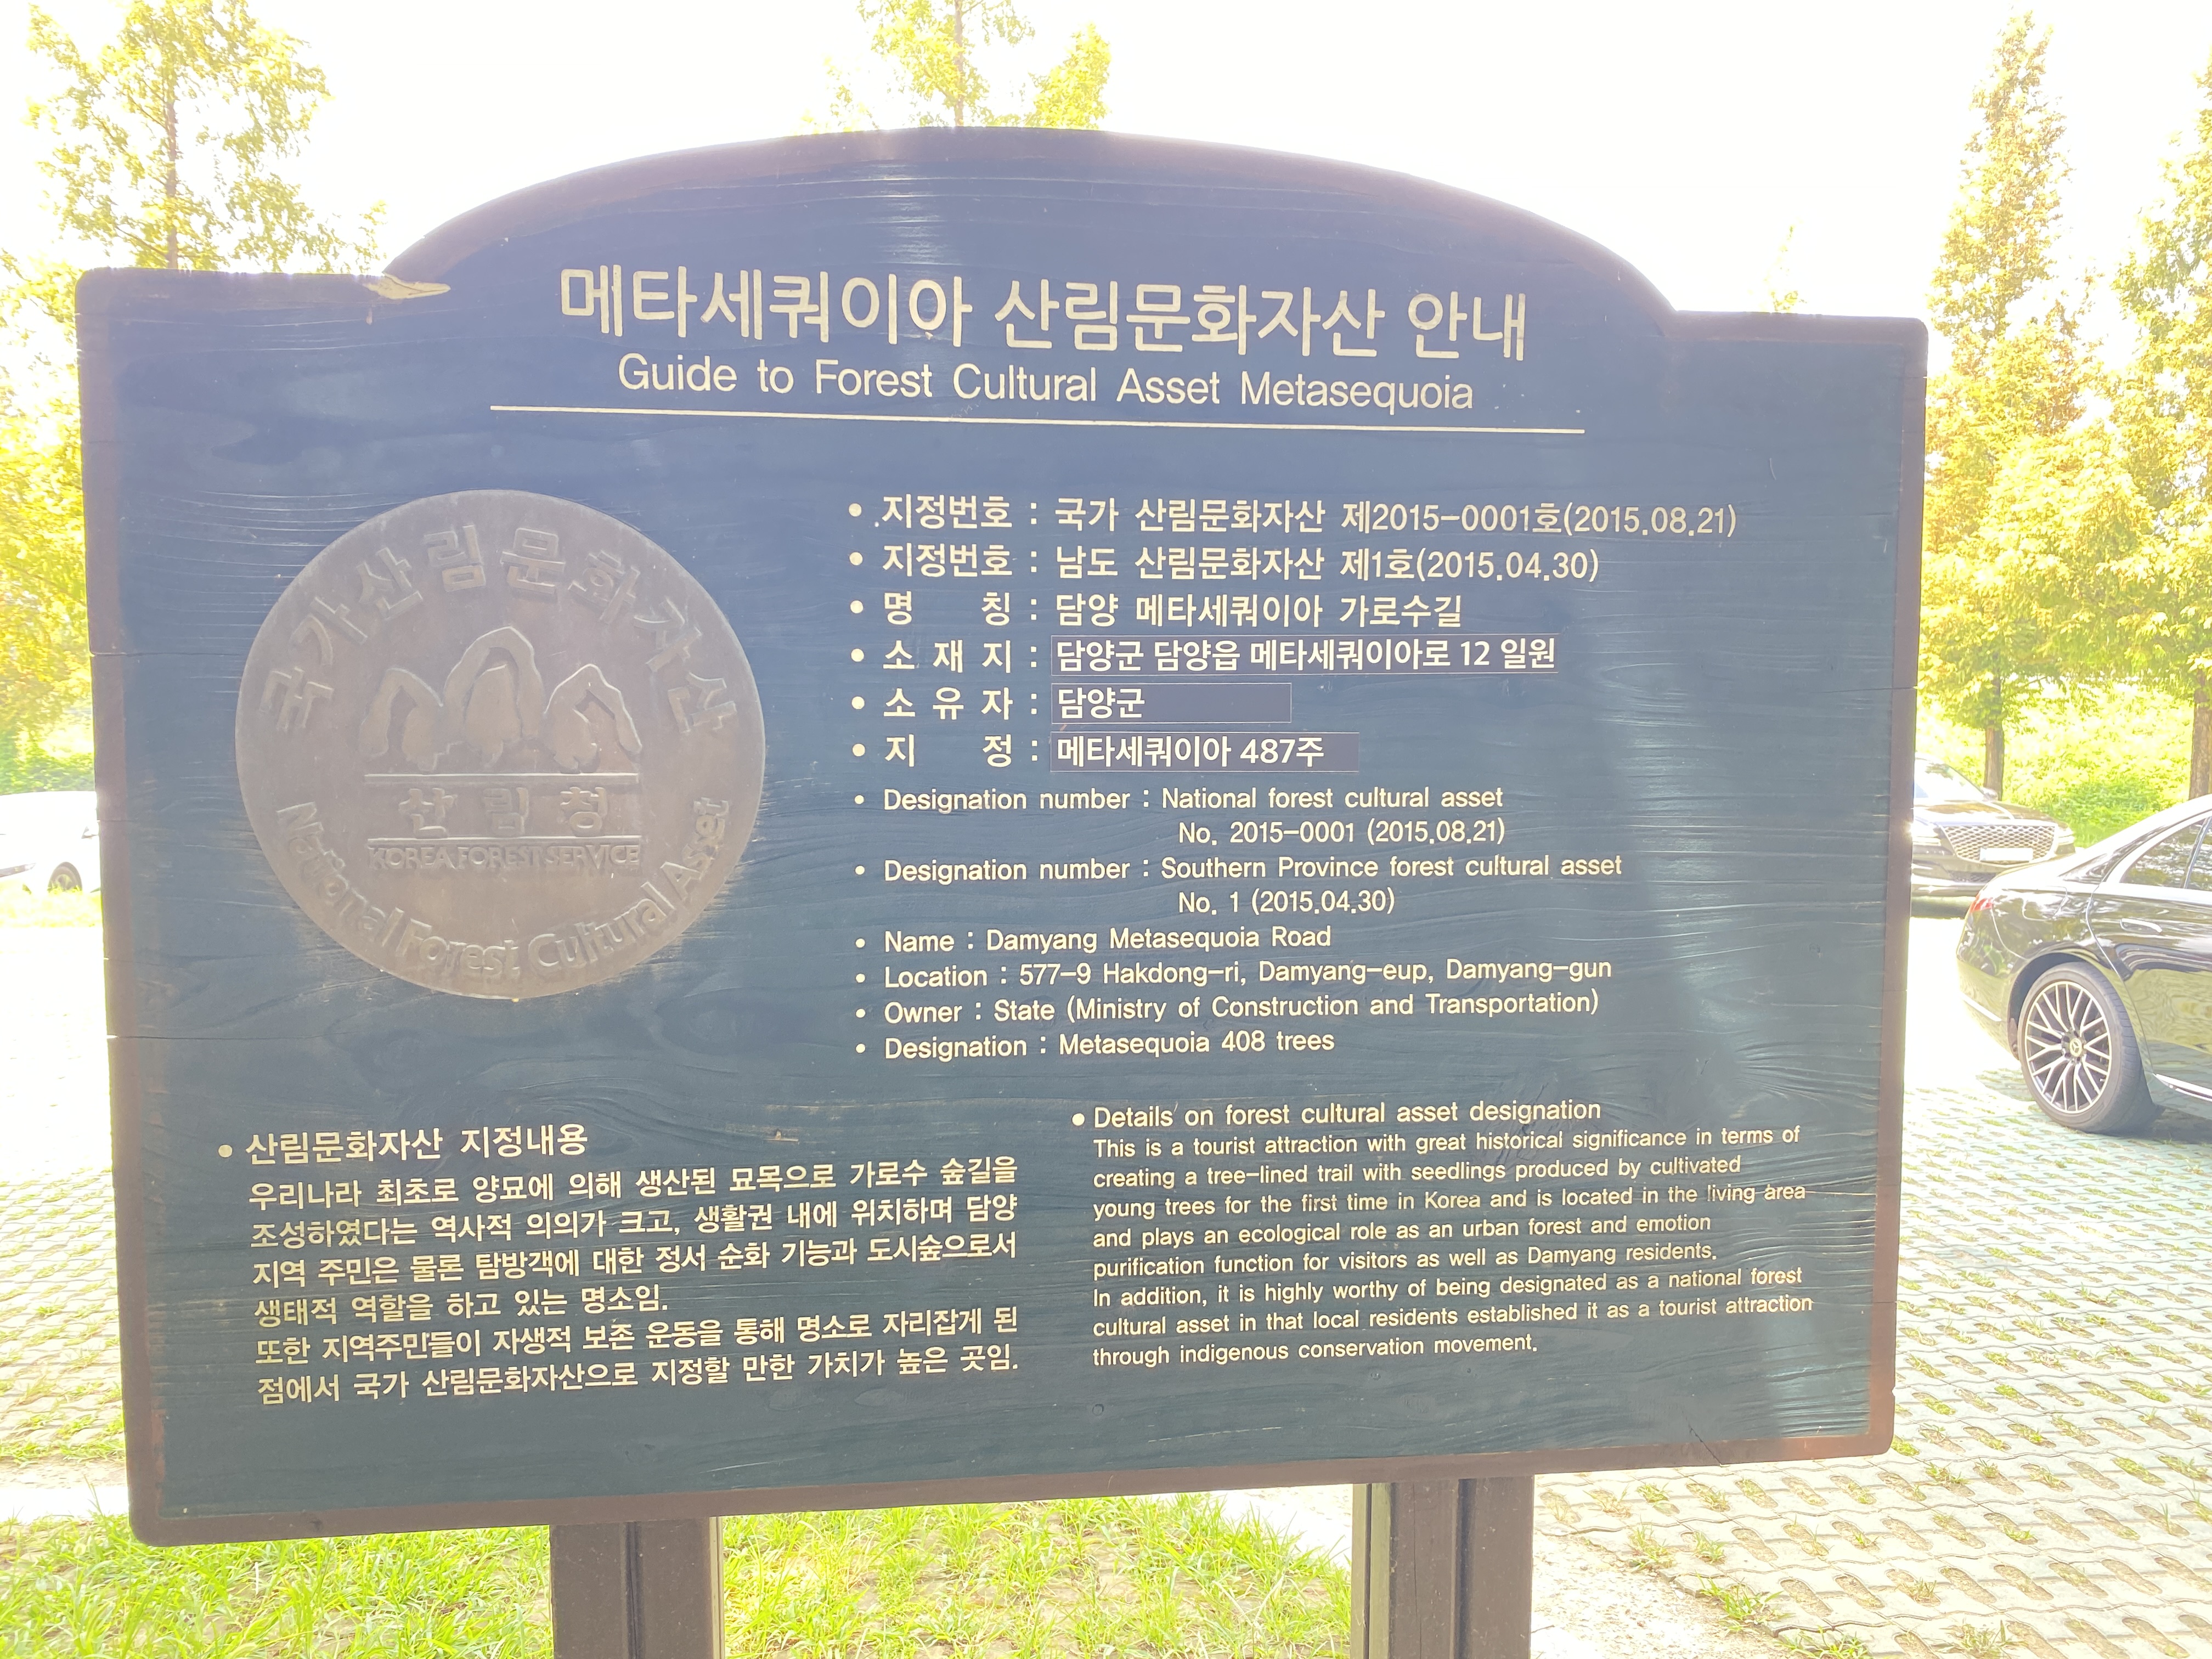 메타세쿼이아 산림문화자산 안내
Guide to Forest Cultural Asset Metasequoia
국가산림문화자산
산림청
KOREA FOREST SERVICE
National Forest Cultural Asset
• 지정번호 : 국가 산림문화자산 제2015-0001호(2015.08.21)
• 지정번호 : 남도 산림문화자산 제1호(2015.04.30)
• 명 칭 : 담양 메타세쿼이아 가로수길
• 소 재 지 : 담양군 담양읍 메타세쿼이아로 12 일원
• 소 유 자 : 담양군
• 지 정 : 메타세쿼이아 487주
• Designation number : National forest cultural asset
No. 2015-0001 (2015.08.21)
• Designation number : Southern Province forest cultural asset
No. 1 (2015.04.30)
• Name : Damyang Metasequoia Road
• Location : 577-9 Hakdong-ri, Damyang-eup, Damyang-gun
• Owner : State (Ministry of Construction and Transportation)
• Designation : Metasequoia 408 trees
• 산림문화자산 지정내용
우리나라 최초로 양묘에 의해 생산된 묘목으로 가로수 숲길을
조성하였다는 역사적 의의가 크고, 생활권 내에 위치하며 담양
지역 주민은 물론 탐방객에 대한 정서 순화 기능과 도시숲으로서
생태적 역할을 하고 있는 명소임.
또한 지역주민들이 자생적 보존 운동을 통해 명소로 자리잡게 된
점에서 국가 산림문화자산으로 지정할 만한 가치가 높은 곳임.
• Details on forest cultural asset designation
This is a tourist attraction with great historical significance in terms of
creating a tree-lined trail with seedlings produced by cultivated
young trees for the first time in Korea and is located in the living area
and plays an ecological role as an urban forest and emotion
purification function for visitors as well as Damyang residents.
In addition, it is highly worthy of being designated as a national forest
cultural asset in that local residents established it as a tourist attraction
through indigenous conservation movement.